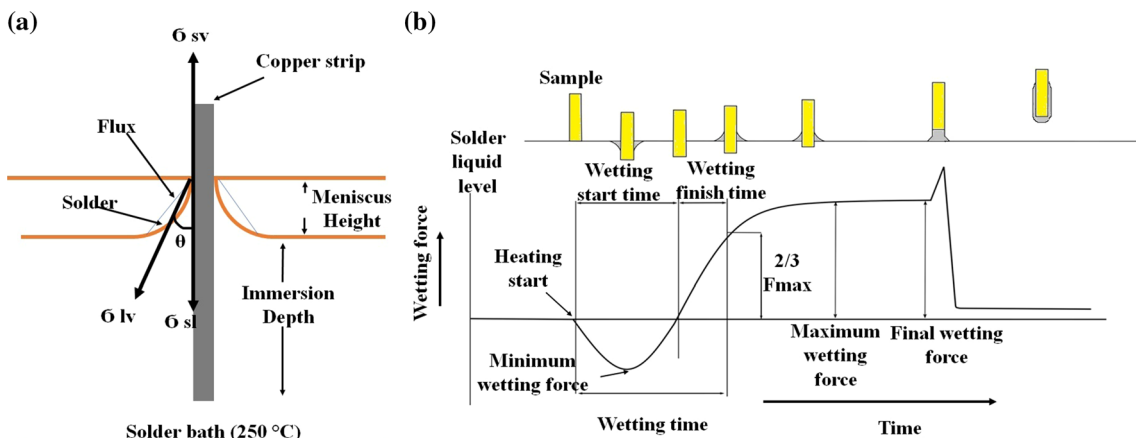 (a)
Ϭ sv
Copper strip
Flux
Solder
Meniscus
Height
θ
Immersion
Depth
Ϭ lv
Ϭ sl
Solder bath (250 °C)
(b)
Sample
Solder
liquid
level
Wetting
start time
Wetting
finish time
Wetting force
Heating
start
2/3
Fmax
Minimum
wetting force
Maximum
wetting
force
Final wetting
force
Wetting time
Time